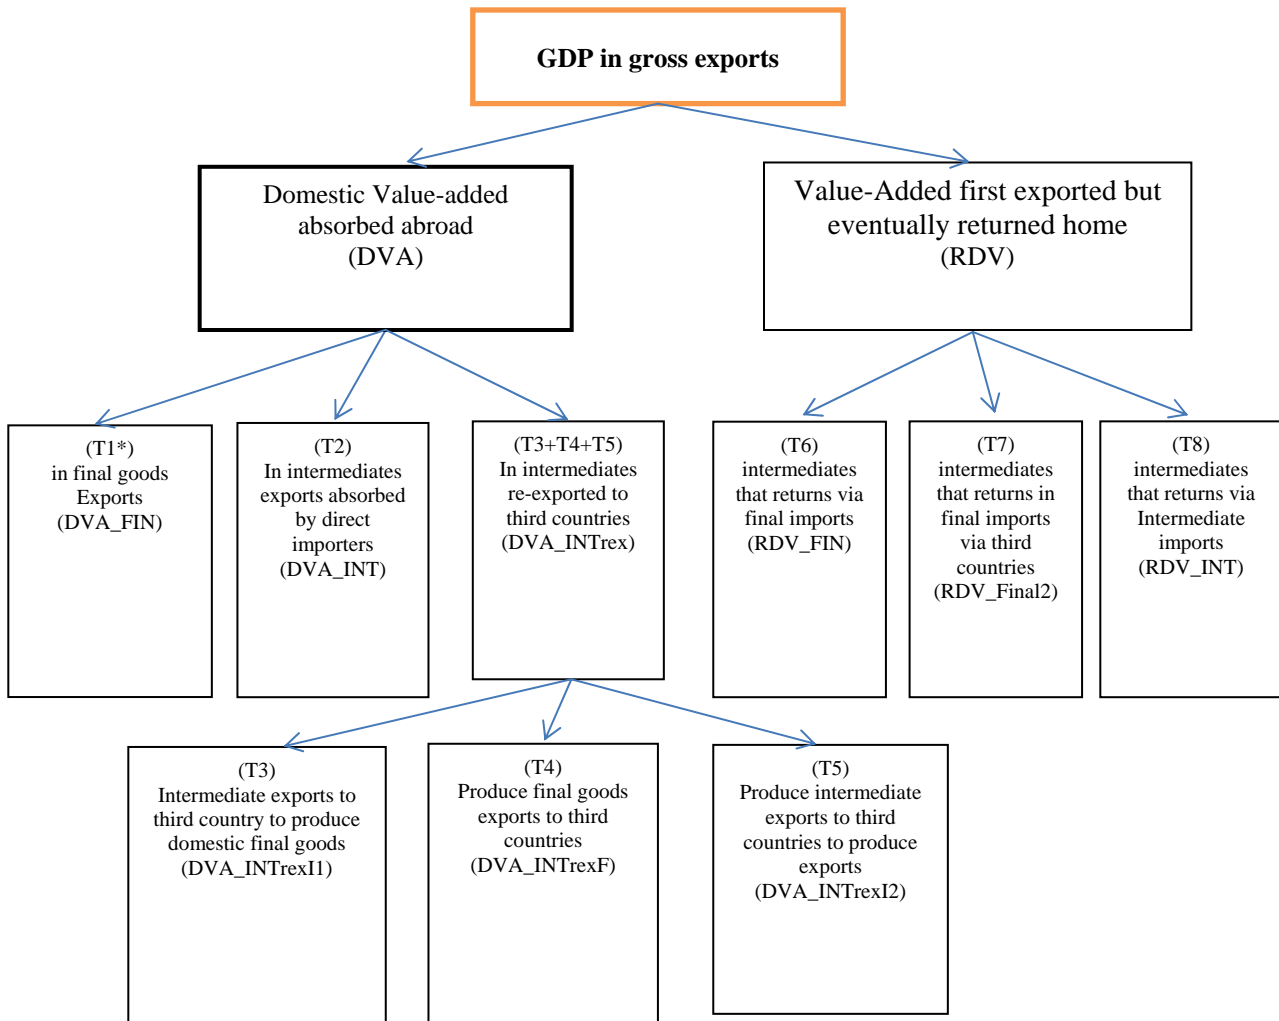 GDP in gross exports
Domestic Value-added
absorbed abroad
(DVA)
Value-Added first exported but
eventually returned home
(RDV)
(T1*)
in final goods
Exports
(DVA_FIN)
(T2)
In intermediates
exports absorbed
by direct
importers
(DVA_INT)
(T3+T4+T5)
In intermediates
re-exported to
third countries
(DVA_INTrex)
(T6)
intermediates
that returns via
final imports
(RDV_FIN)
(T7)
intermediates
that returns in
final imports
via third
countries
(RDV_Final2)
(T8)
intermediates
that returns via
Intermediate
imports
(RDV_INT)
(T3)
Intermediate exports to
third country to produce
domestic final goods
(DVA_INTrexI1)
(T4)
Produce final goods
exports to third
countries
(DVA_INTrexF)
(T5)
Produce intermediate
exports to third
countries to produce
exports
(DVA_INTrexI2)